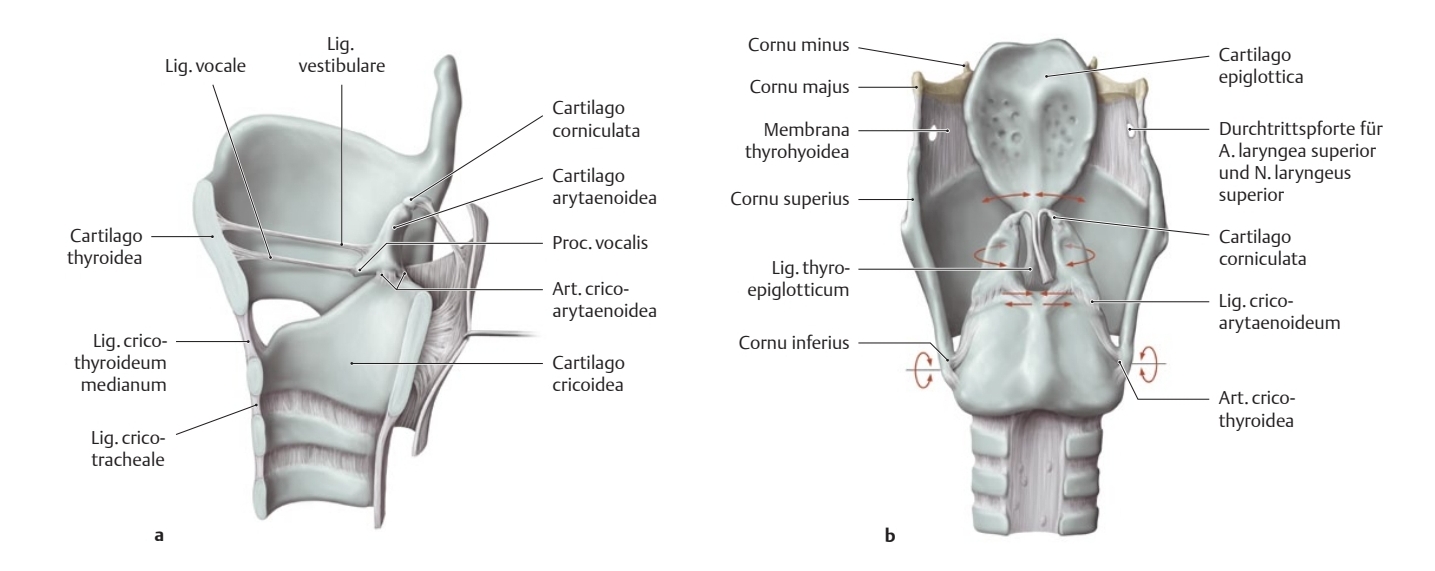 Lig.
vestibulare
Lig. vocale
Cartilago
corniculata
Cartilago
arytaenoidea
Cartilago
thyroidea
Proc. vocalis
Art. crico-
arytaenoidea
Lig. crico-
thyroideum
medianum
Cartilago
cricoidea
Lig. crico-
tracheale
a
Cornu minus
Cornu majus
Membrana
thyrohyoidea
Cornu superius
Lig. thyro-
epiglotticum
Cornu inferius
Cartilago
epiglottica
Durchtrittspforte für
A. laryngea superior
und N. laryngeus
superior
Cartilago
corniculata
Lig. crico-
arytaenoideum
Art. crico-
thyroidea
b